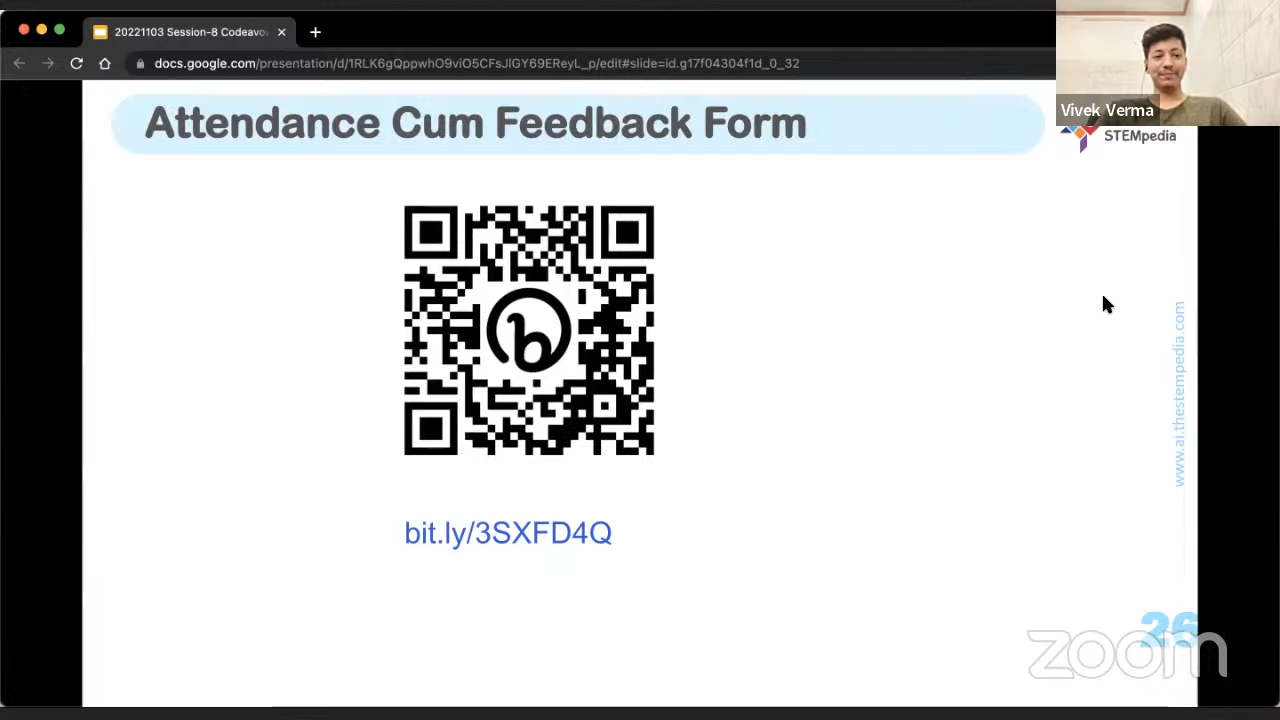 20221103 Session-8 Codeavou
docs.google.com/presentation/d/1RLK6gQppwhO9viO5CFsJlGY69EReyL_p/edit#slide=id.g17f04304f1d_0_32
Vivek Verma
Attendance Cum Feedback Form
STEMpedia
www.ai.thestempedia.com
bit.ly/3SXFD4Q
26
zoom